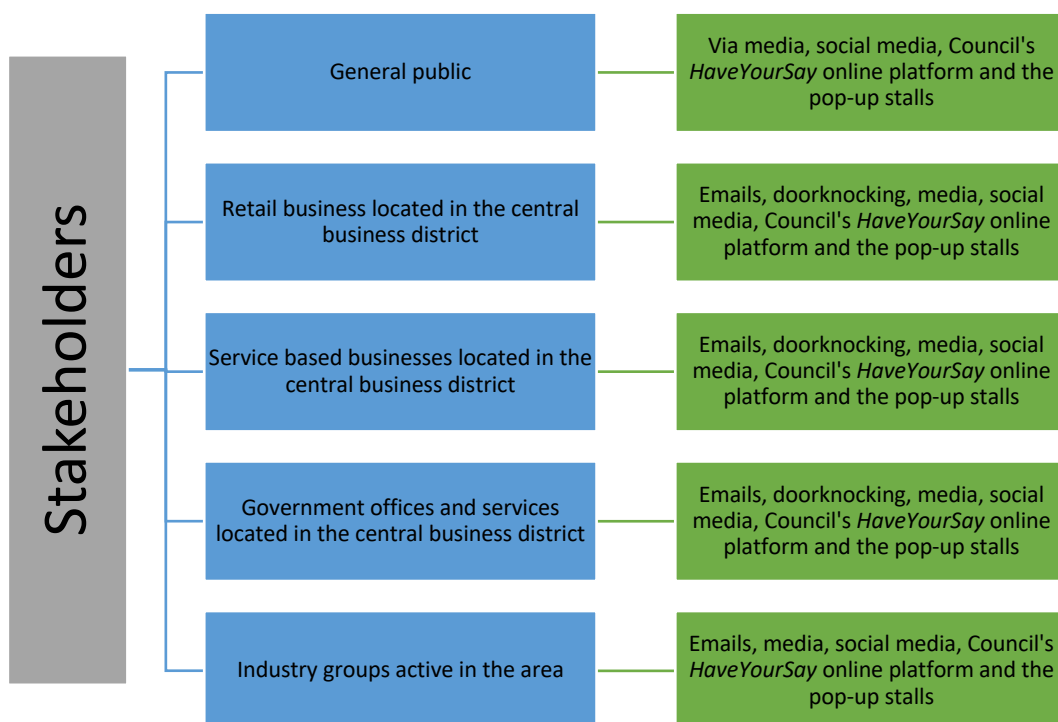 Stakeholders
General public
Via media, social media, Council's
HaveYourSay online platform and the
pop-up stalls
Retail business located in the central
business district
Emails, doorknocking, media, social
media, Council's HaveYourSay online
platform and the pop-up stalls
Service based businesses located in the
central business district
Emails, doorknocking, media, social
media, Council's HaveYourSay online
platform and the pop-up stalls
Government offices and services
located in the central business district
Emails, doorknocking, media, social
media, Council's HaveYourSay online
platform and the pop-up stalls
Industry groups active in the area
Emails, media, social media, Council's
HaveYourSay online platform and the
pop-up stalls